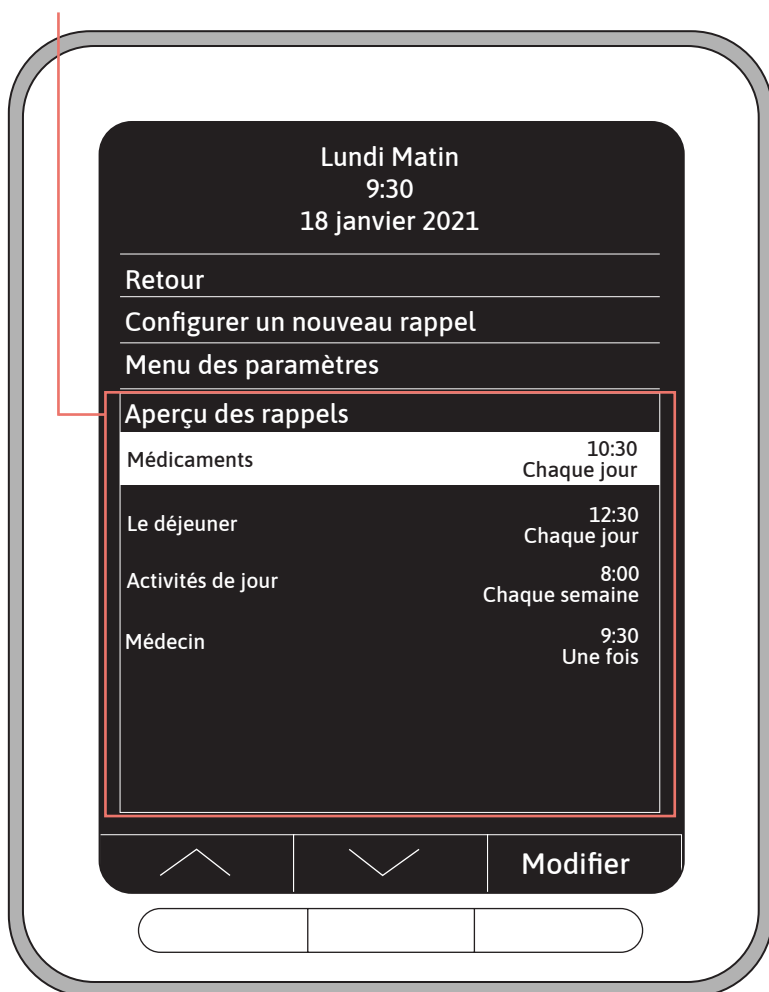 Lundi Matin
9:30
18 janvier 2021
Retour
Configurer un nouveau rappel
Menu des paramètres
Aperçu des rappels
Médicaments 10:30
Chaque jour
Le déjeuner 12:30
Chaque jour
Activités de jour 8:00
Chaque semaine
Médecin 9:30
Une fois
Modifier